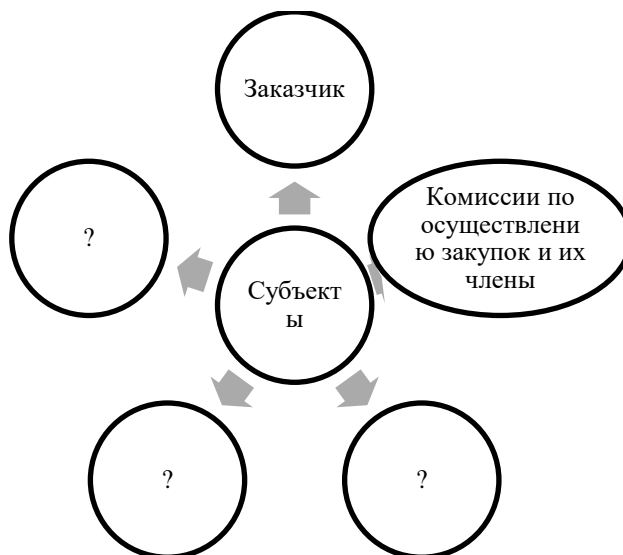 Заказчик
Комиссии по
осуществлени
ю закупок и их
члены
?
Субъект
ы
?
?